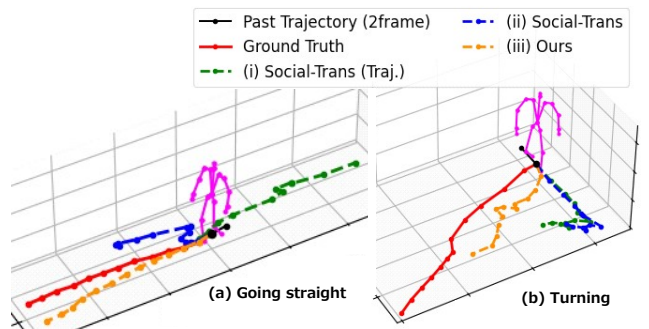 Past Trajectory (2frame)
Ground Truth
(i) Social-Trans (Traj.)
(ii) Social-Trans
(iii) Ours
(a) Going straight
(b) Turning